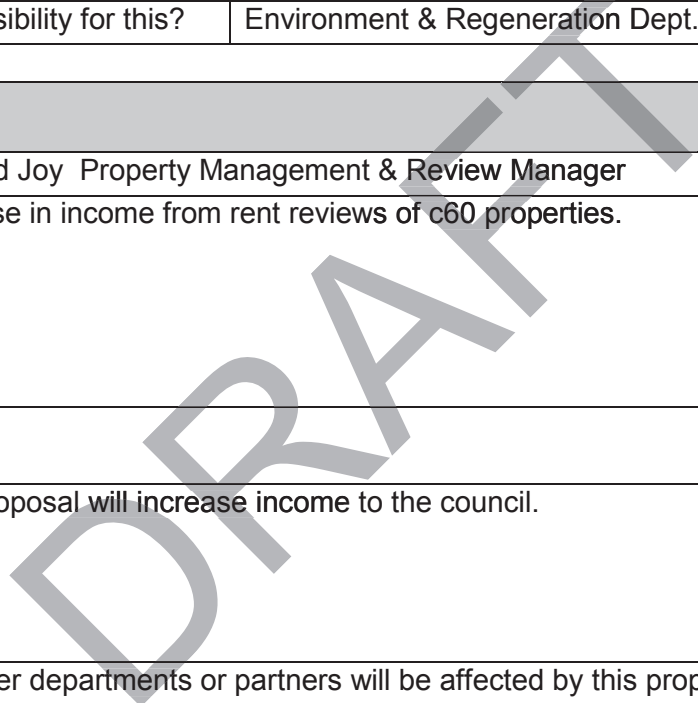 sibility for this? Environment & Regeneration Dept.
d Joy Property Management & Review Manager
se in income from rent reviews of c60 properties.
oposal will increase income to the council.
er departments or partners will be affected by this prop
DRAFT